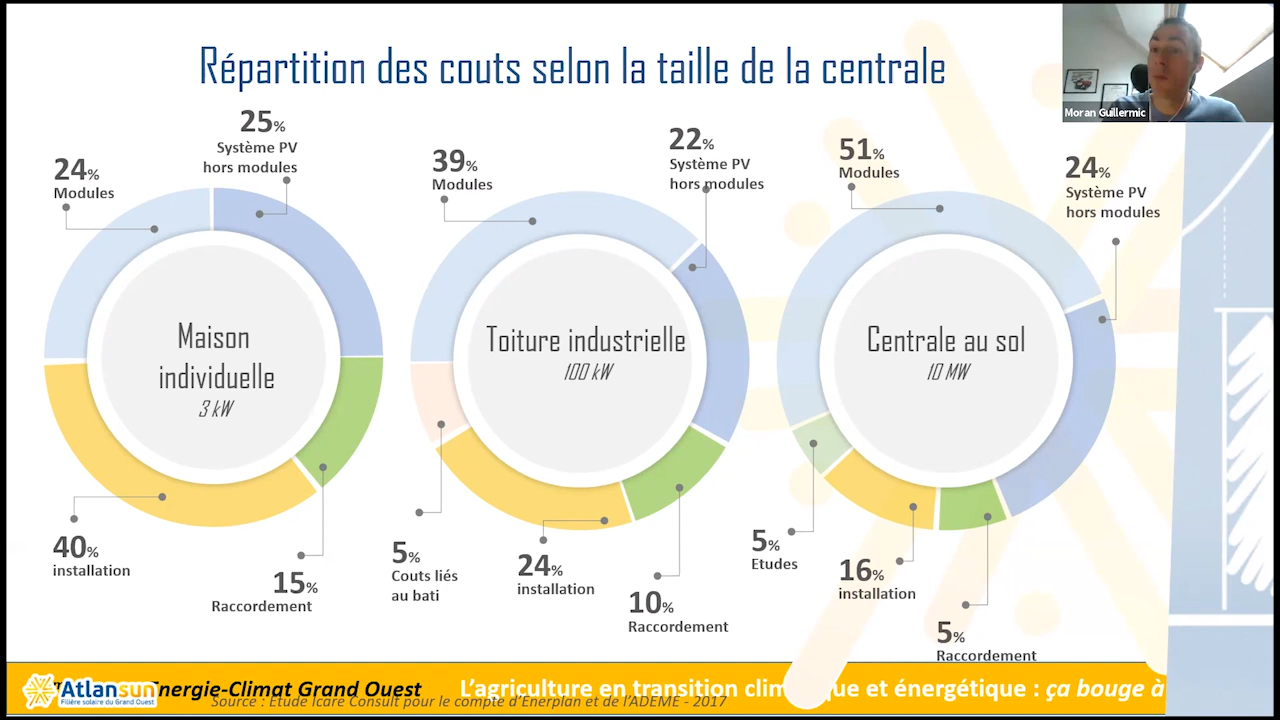 Répartition des couts selon la taille de la centrale
Moran Guillermic
24%
Modules
25%
Système PV
hors modules
Maison
individuelle
3 kW
40%
installation
15%
Raccordement
39%
Modules
22%
Système PV
hors modules
Toiture industrielle
100 kW
5%
Couts liés
au bati
24%
installation
10%
Raccordement
51%
Modules
24%
Système PV
hors modules
Centrale au sol
10 MW
5%
Etudes
16%
installation
5%
Raccordement
Atlansun
Filière solaire du Grand Ouest
Energie-Climat Grand Ouest
L'agriculture en transition que et énergétique : ça bouge à
Source : Etude Icare Consult pour le compte d'Enerplan et de l'ADEME - 2017